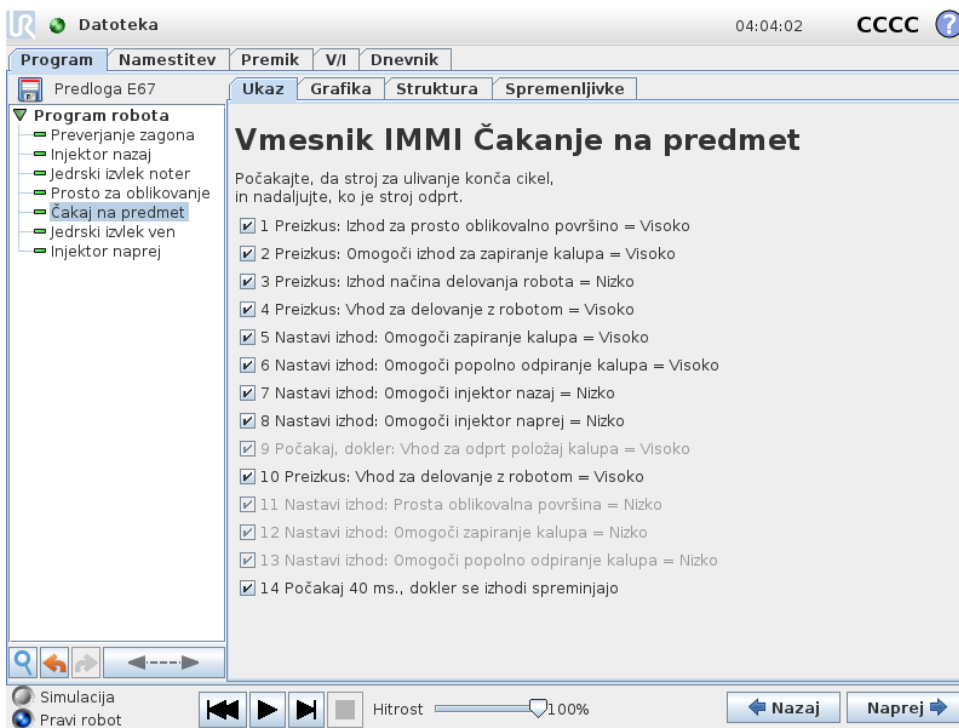 UR Datoteka 04:04:02 CCCC ?
Program Namestitev Premik V/I Dnevnik
Predloga E67
Ukaz Grafika Struktura Spremenljivke
Program robota
Preverjanje zagona
Injektor nazaj
Jedrski izvlek noter
Prosto za oblikovanje
Čakaj na predmet
Jedrski izvlek ven
Injektor naprej
Vmesnik IMMI Čakanje na predmet
Počakajte, da stroj za ulivanje konča cikel,
in nadaljujte, ko je stroj odprt.
1 Preizkus: Izhod za prosto oblikovalno površino = Visoko
2 Preizkus: Omogoči izhod za zapiranje kalupa = Visoko
3 Preizkus: Izhod načina delovanja robota = Nizko
4 Preizkus: Vhod za delovanje z robotom = Visoko
5 Nastavi izhod: Omogoči zapiranje kalupa = Visoko
6 Nastavi izhod: Omogoči popolno odpiranje kalupa = Visoko
7 Nastavi izhod: Omogoči injektor nazaj = Nizko
8 Nastavi izhod: Omogoči injektor naprej = Nizko
9 Počakaj, dokler: Vhod za odprt položaj kalupa = Visoko
10 Preizkus: Vhod za delovanje z robotom = Visoko
11 Nastavi izhod: Prosta oblikovalna površina = Nizko
12 Nastavi izhod: Omogoči zapiranje kalupa = Nizko
13 Nastavi izhod: Omogoči popolno odpiranje kalupa = Nizko
14 Počakaj 40 ms., dokler se izhodi spreminjajo
Simulacija
Pravi robot
Hitrost 100%
Nazaj Naprej